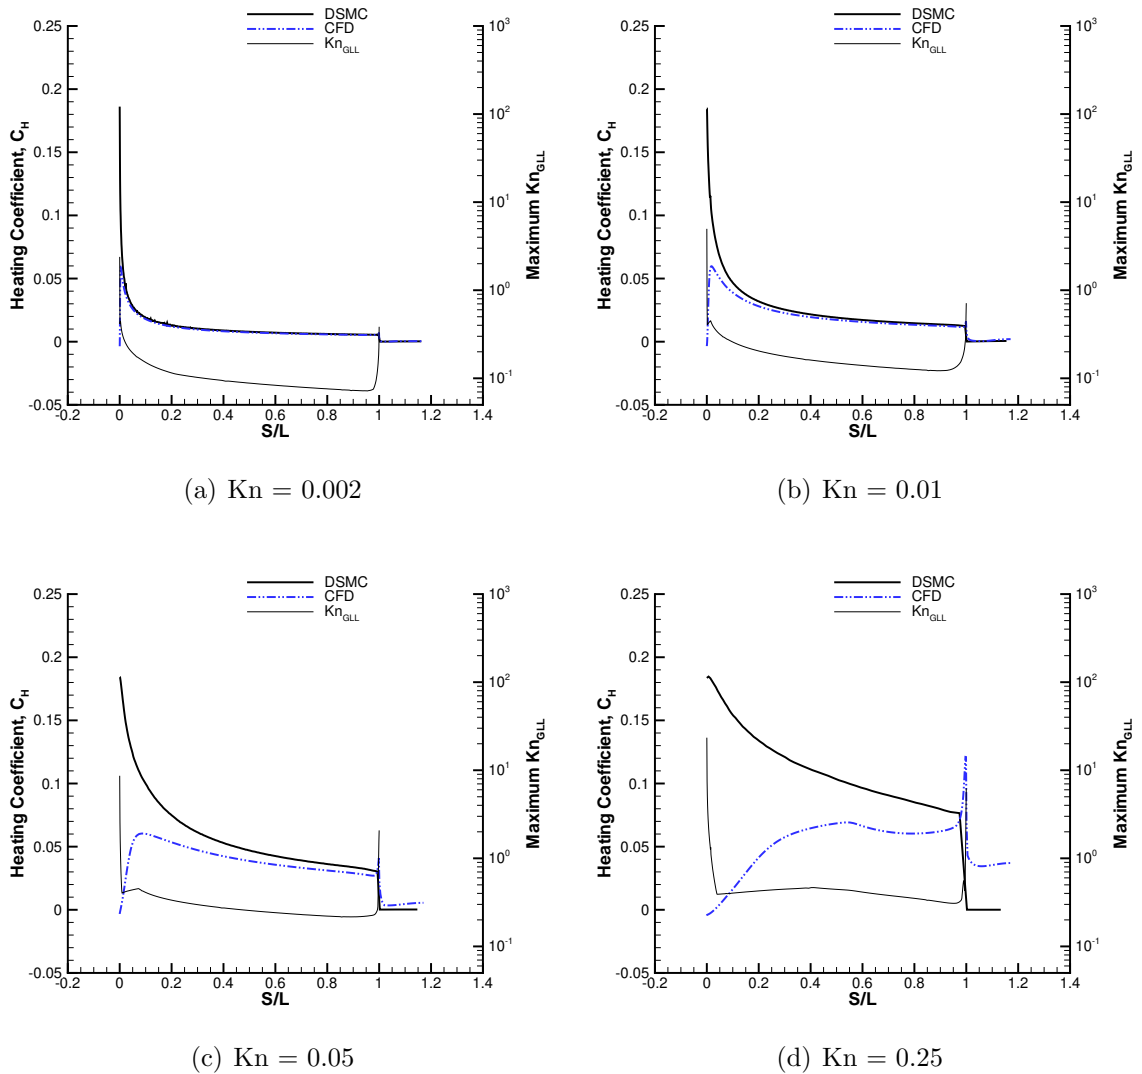 DSMC
CFD
Kn_GLL
0.25
0.2
0.15
0.1
0.05
0
-0.05
Heating Coefficient, C_H
10^3
10^2
10^1
10^0
10^-1
Maximum Kn_GLL
-0.2 0 0.2 0.4 0.6 0.8 1 1.2 1.4
S/L
(a) Kn = 0.002
DSMC
CFD
Kn_GLL
0.25
0.2
0.15
0.1
0.05
0
-0.05
Heating Coefficient, C_H
10^3
10^2
10^1
10^0
10^-1
Maximum Kn_GLL
-0.2 0 0.2 0.4 0.6 0.8 1 1.2 1.4
S/L
(b) Kn = 0.01
DSMC
CFD
Kn_GLL
0.25
0.2
0.15
0.1
0.05
0
-0.05
Heating Coefficient, C_H
10^3
10^2
10^1
10^0
10^-1
Maximum Kn_GLL
-0.2 0 0.2 0.4 0.6 0.8 1 1.2 1.4
S/L
(c) Kn = 0.05
DSMC
CFD
Kn_GLL
0.25
0.2
0.15
0.1
0.05
0
-0.05
Heating Coefficient, C_H
10^3
10^2
10^1
10^0
10^-1
Maximum Kn_GLL
-0.2 0 0.2 0.4 0.6 0.8 1 1.2 1.4
S/L
(d) Kn = 0.25